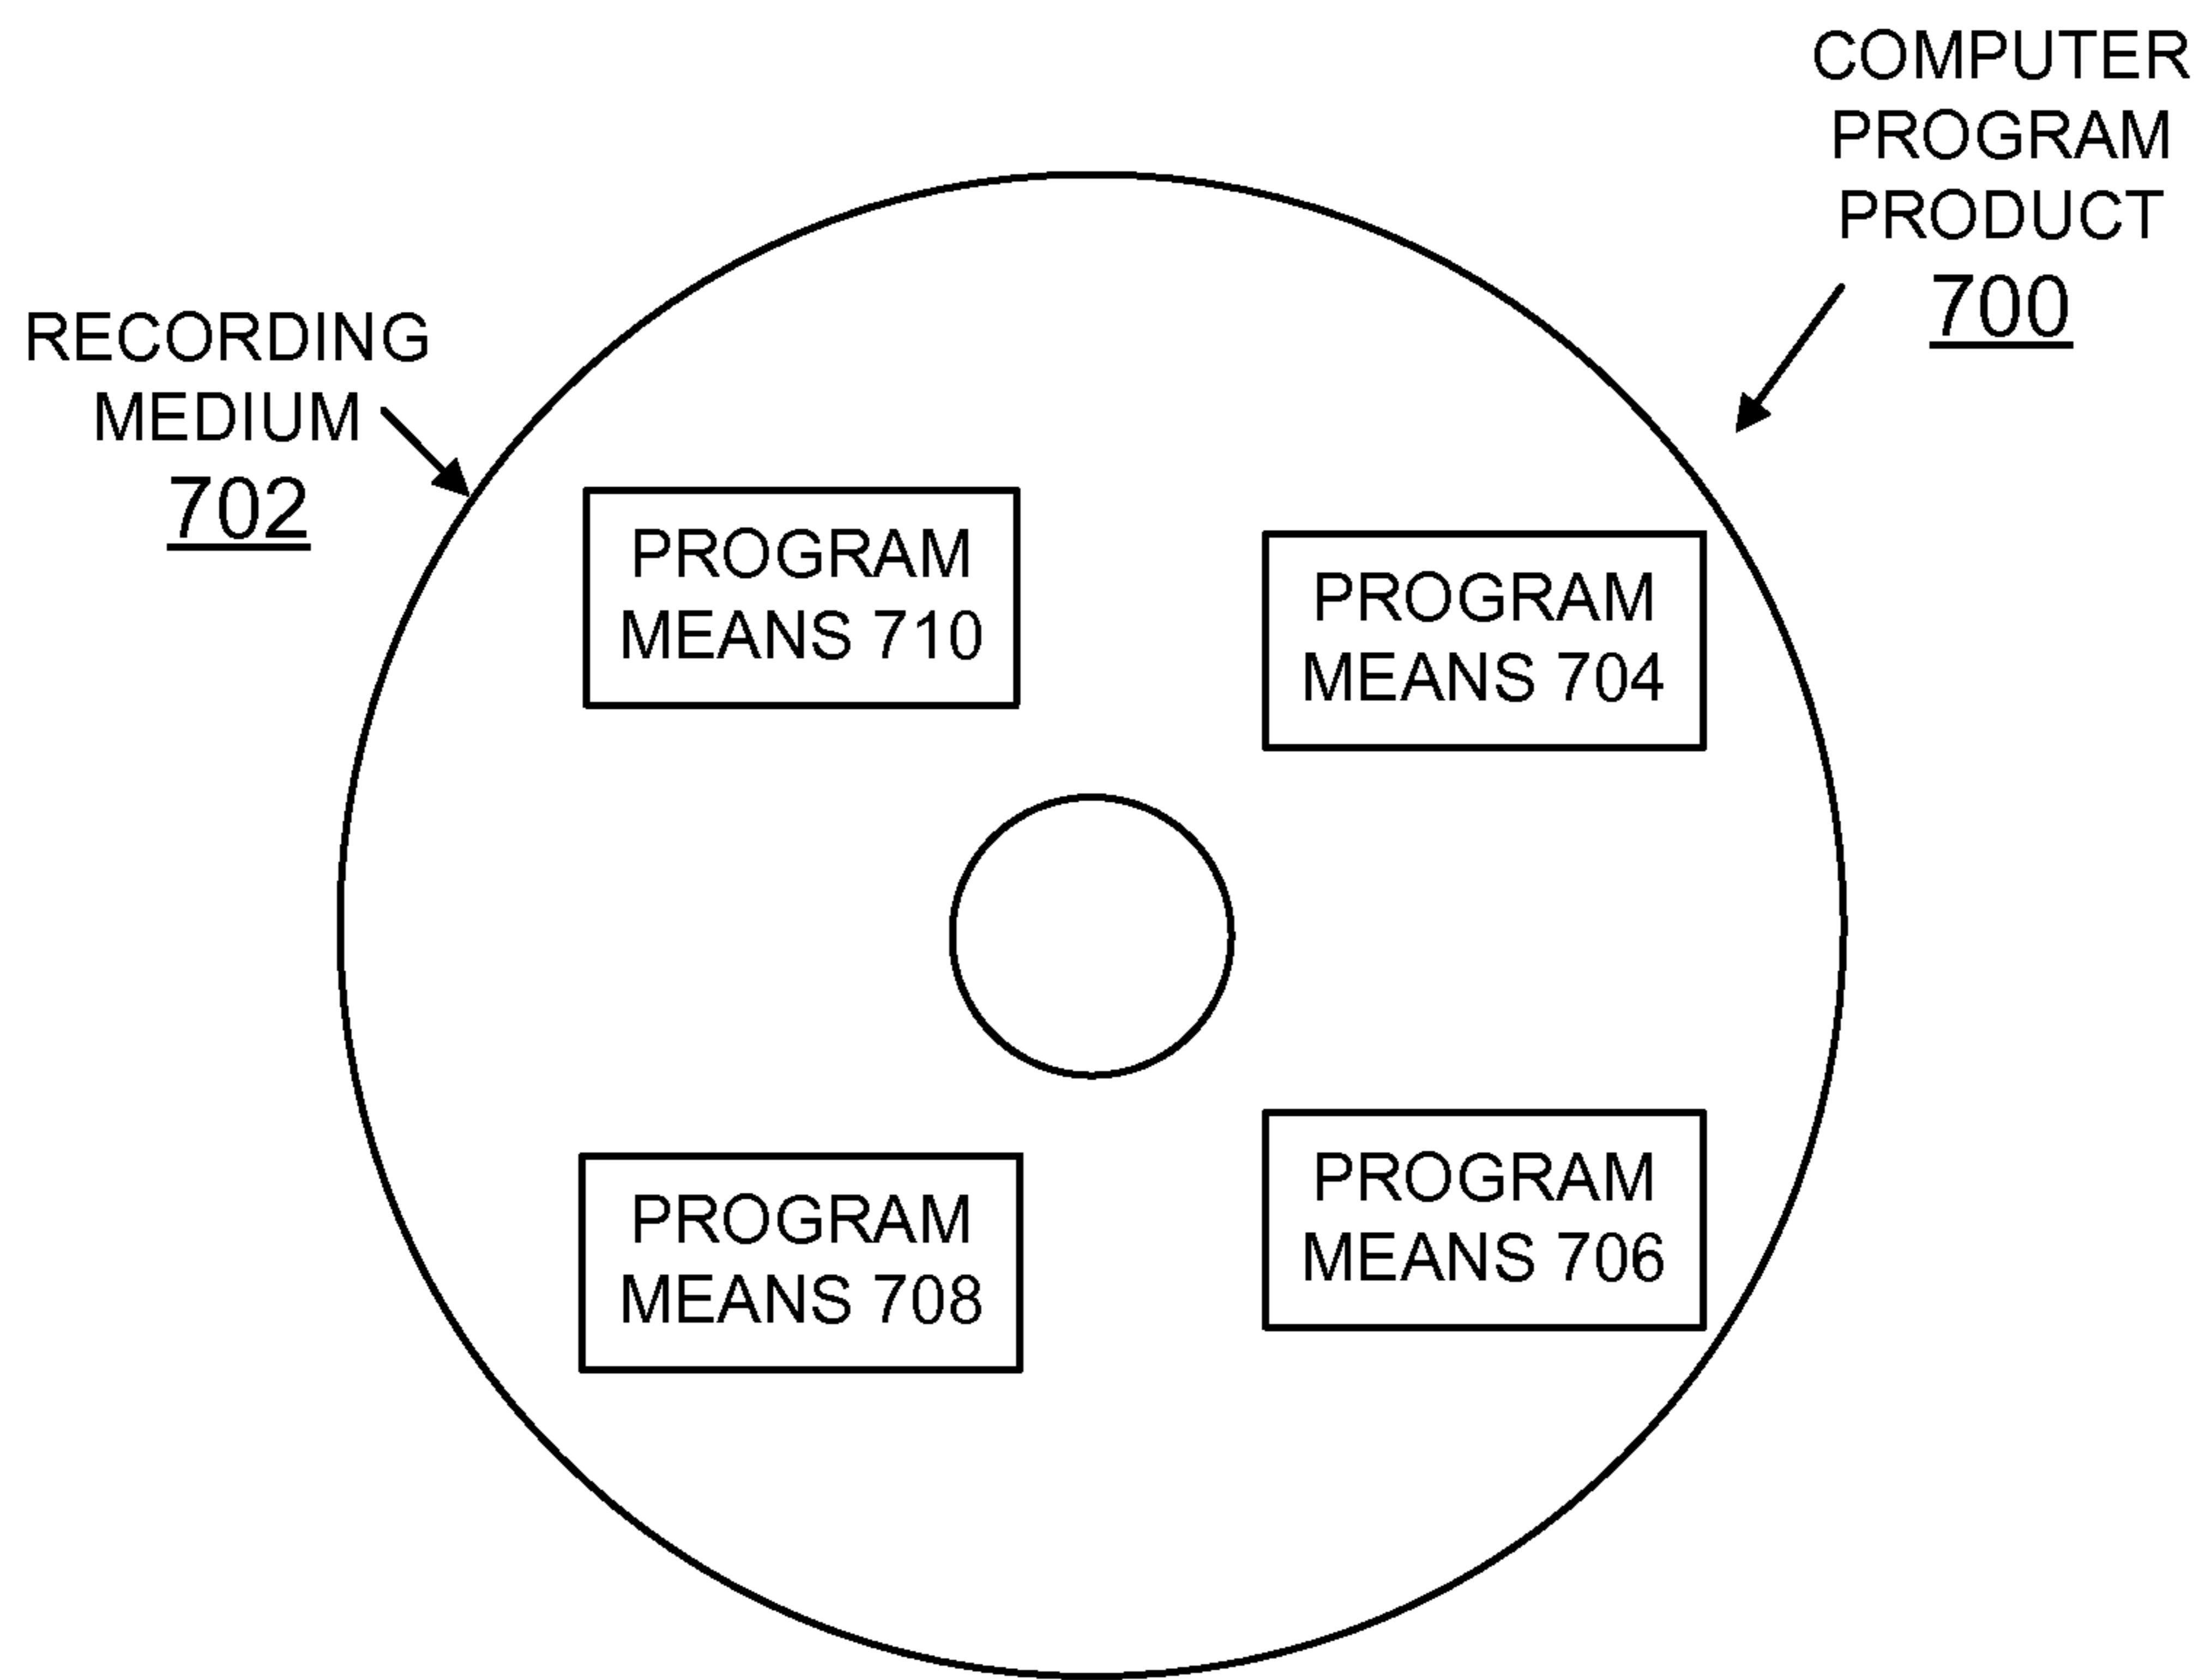 COMPUTER
PROGRAM
PRODUCT
700
RECORDING
MEDIUM
702
PROGRAM
MEANS 710
PROGRAM
MEANS 704
PROGRAM
MEANS 708
PROGRAM
MEANS 706